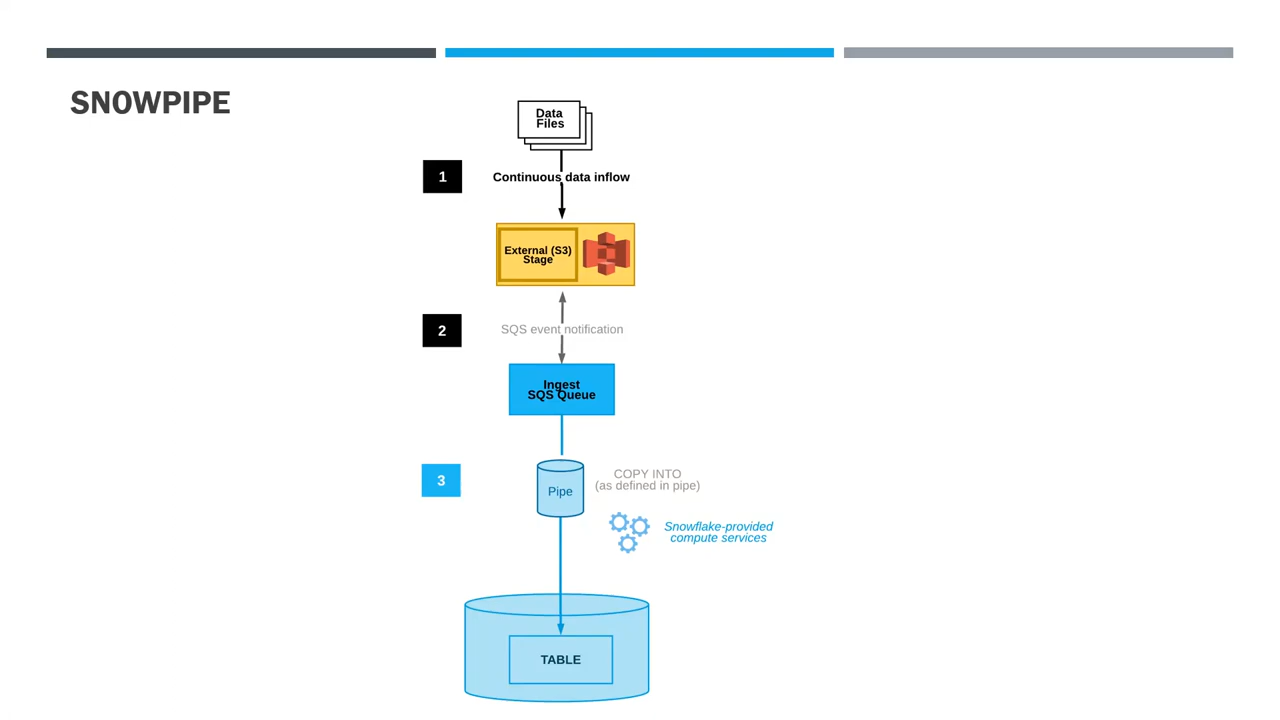 SNOWPIPE
Data
Files
1
Continuous data inflow
External (S3)
Stage
2
SQS event notification
Ingest
SQS Queue
3
Pipe
COPY INTO
(as defined in pipe)
Snowflake-provided
compute services
TABLE